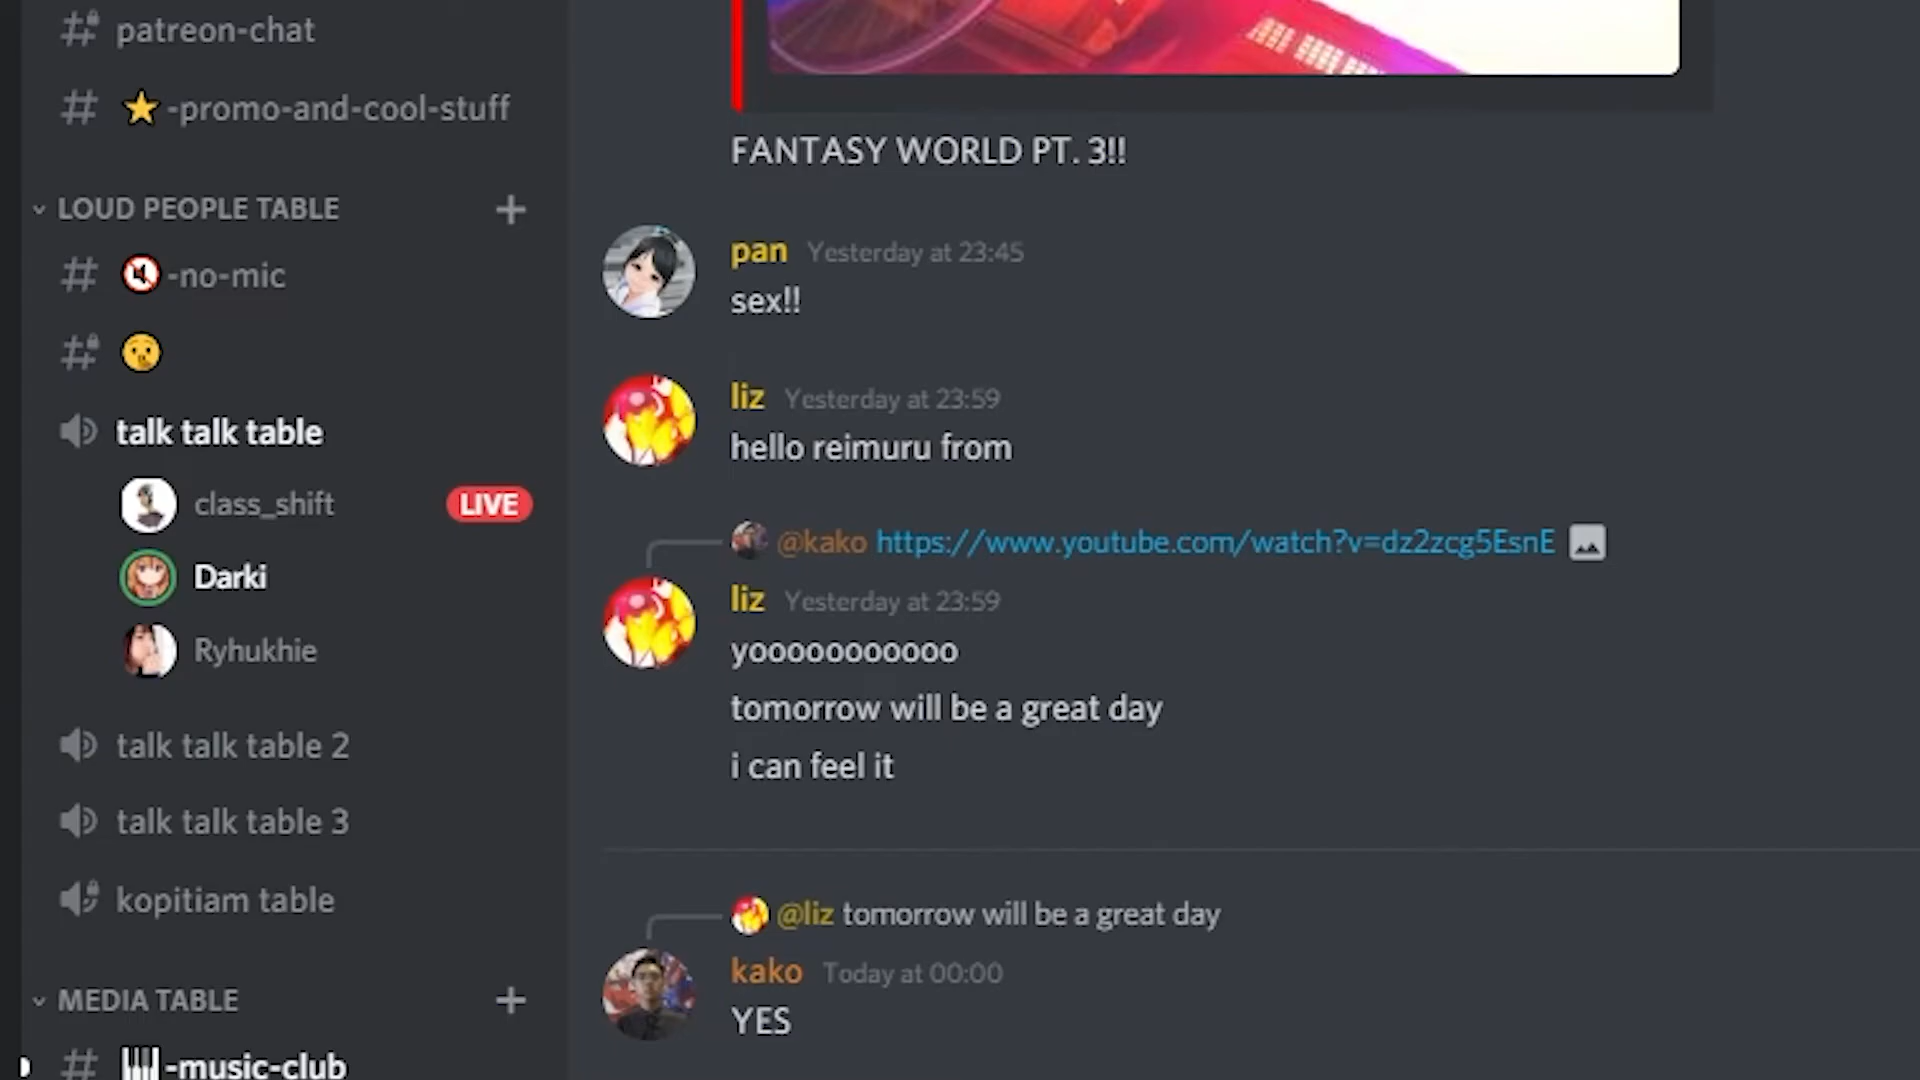 patreon-chat
⭐-promo-and-cool-stuff
LOUD PEOPLE TABLE
🔇-no-mic
🤫
talk talk table
class_shift LIVE
Darki
Ryhukhie
talk talk table 2
talk talk table 3
kopitiam table
MEDIA TABLE
🎹-music-club
FANTASY WORLD PT. 3!!
pan Yesterday at 23:45
sex!!
liz Yesterday at 23:59
hello reimuru from
@kako https://www.youtube.com/watch?v=dz2zcg5EsnE
liz Yesterday at 23:59
yooooooooooo
tomorrow will be a great day
i can feel it
@liz tomorrow will be a great day
kako Today at 00:00
YES